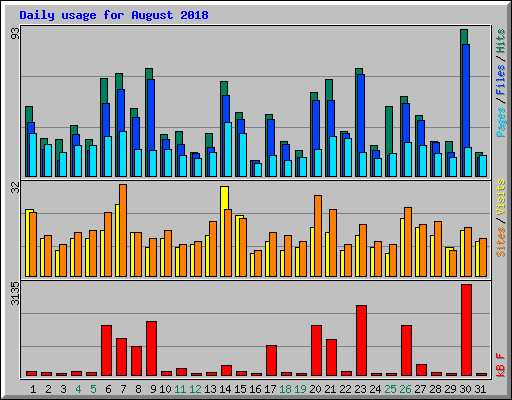 Daily usage for August 2018
93
Pages / Files / Hits
32
Sites / Visits
3135
kB F
1 2 3 4 5 6 7 8 9 10 11 12 13 14 15 16 17 18 19 20 21 22 23 24 25 26 27 28 29 30 31